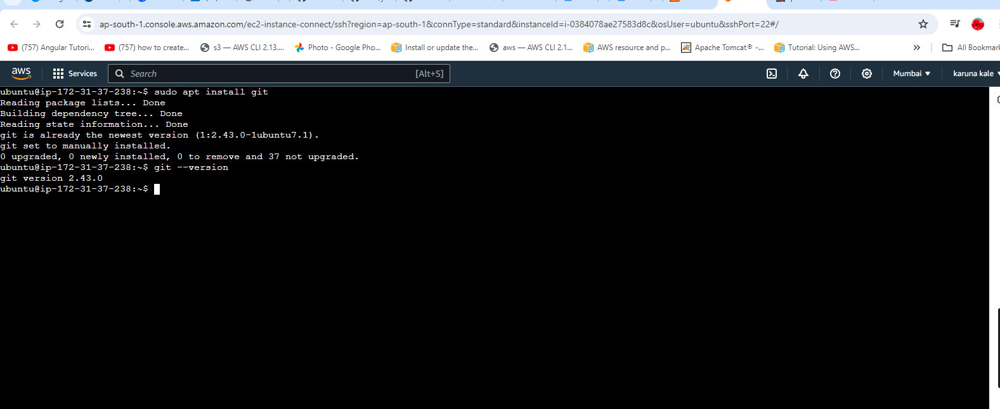 ap-south-1.console.aws.amazon.com/ec2-instance-connect/ssh?region=ap-south-1&connType=standard&instanceId=i-0384078ae27583d8c&osUser=ubuntu&sshPort=22#/
(757) Angular Tutori... (757) how to create... s3 — AWS CLI 2.13.... Photo - Google Pho... Install or update the... aws — AWS CLI 2.1... AWS resource and p... Apache Tomcat® -... Tutorial: Using AWS... » All Bookmark
aws Services Search [Alt+S] Mumbai karuna kale
ubuntu@ip-172-31-37-238:~$ sudo apt install git
Reading package lists... Done
Building dependency tree... Done
Reading state information... Done
git is already the newest version (1:2.43.0-1ubuntu7.1).
git set to manually installed.
0 upgraded, 0 newly installed, 0 to remove and 37 not upgraded.
ubuntu@ip-172-31-37-238:~$ git --version
git version 2.43.0
ubuntu@ip-172-31-37-238:~$